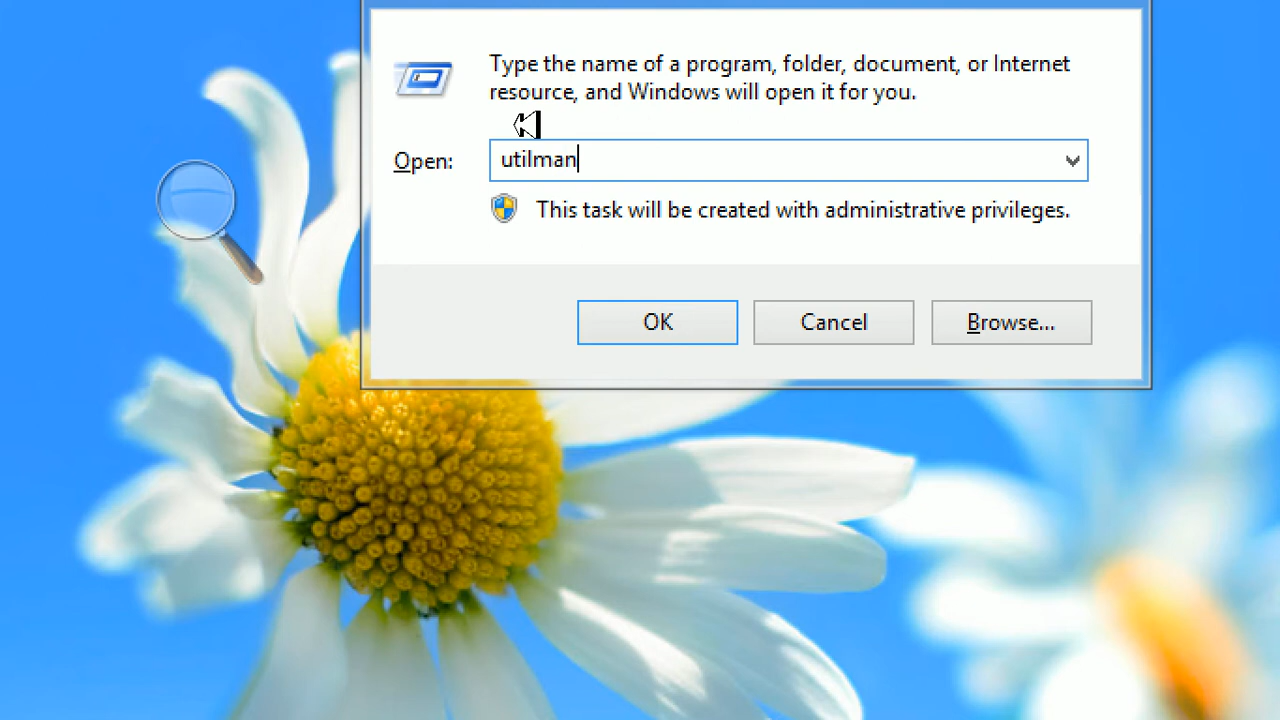 Type the name of a program, folder, document, or Internet
resource, and Windows will open it for you.
Open:
utilman
This task will be created with administrative privileges.
OK
Cancel
Browse...